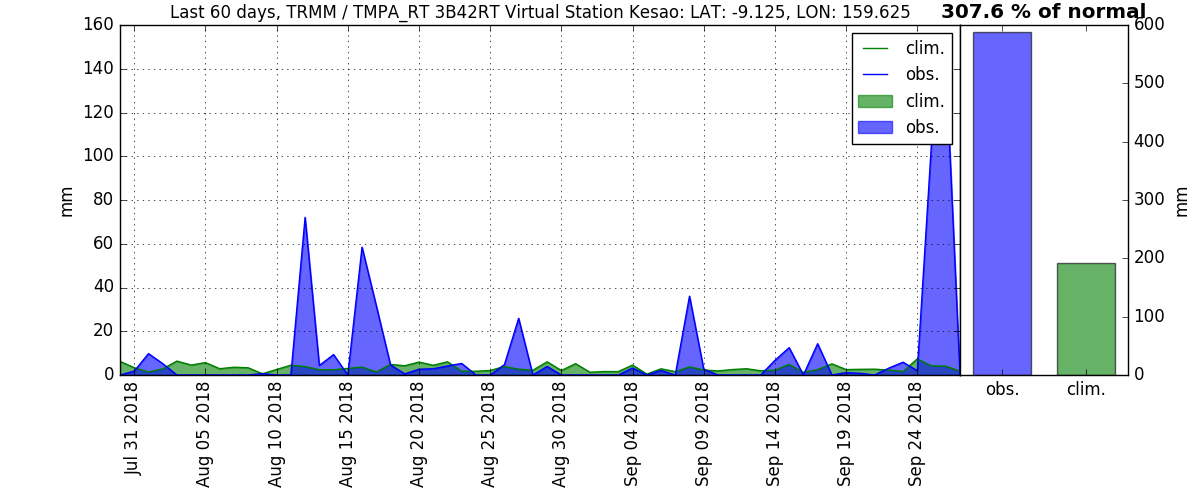 Last 60 days, TRMM / TMPA_RT 3B42RT Virtual Station Kesao: LAT: -9.125, LON: 159.625
307.6 % of normal
160
140
120
100
80
60
40
20
0
mm
clim.
obs.
clim.
obs.
600
500
400
300
200
100
0
mm
Jul 31 2018
Aug 05 2018
Aug 10 2018
Aug 15 2018
Aug 20 2018
Aug 25 2018
Aug 30 2018
Sep 04 2018
Sep 09 2018
Sep 14 2018
Sep 19 2018
Sep 24 2018
obs.
clim.